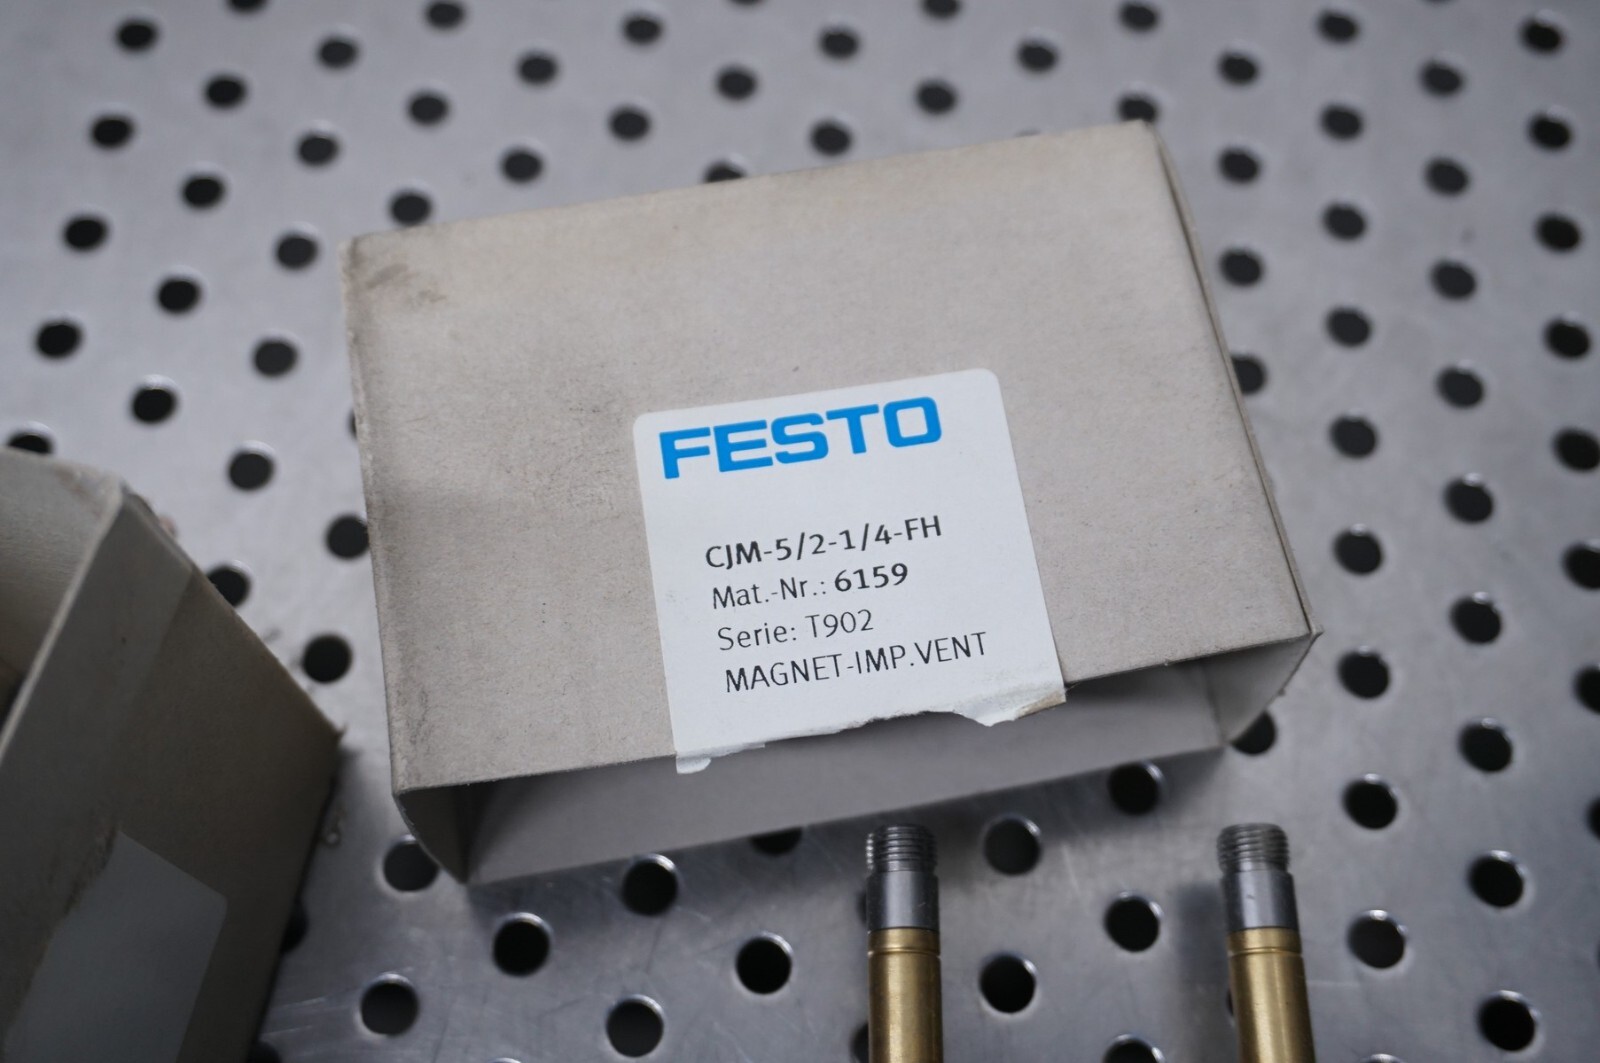 FESTO
CJM-5/2-1/4-FH
Mat.-Nr.: 6159
Serie: T902
MAGNET-IMP.VENT